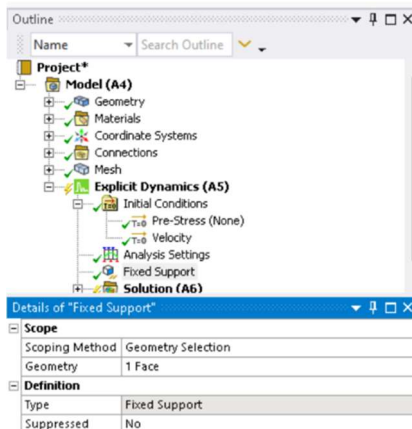 Outline
Name Search Outline
Project*
Model (A4)
Geometry
Materials
Coordinate Systems
Connections
Mesh
Explicit Dynamics (A5)
Initial Conditions
T=0 Pre-Stress (None)
T=0 Velocity
Analysis Settings
Fixed Support
Solution (A6)
Details of "Fixed Support"
Scope
Scoping Method Geometry Selection
Geometry 1 Face
Definition
Type Fixed Support
Suppressed No